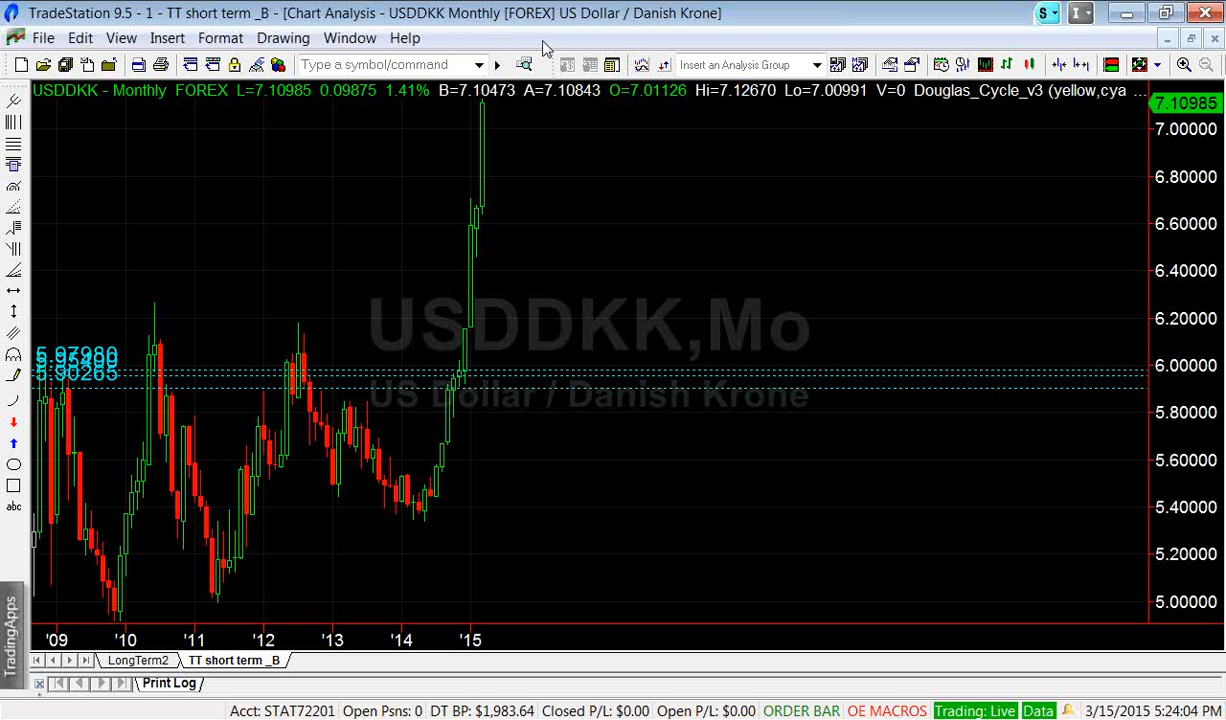 TradeStation 9.5 - 1 - TT short term _B - [Chart Analysis - USDDKK Monthly [FOREX] US Dollar / Danish Krone]
S
I
File Edit View Insert Format Drawing Window Help
Type a symbol/command
Insert an Analysis Group
USDDKK - Monthly FOREX L=7.10985 0.09875 1.41% B=7.10473 A=7.10843 O=7.01126 Hi=7.12670 Lo=7.00991 V=0 Douglas_Cycle_v3 (yellow,cya ...
7.10985
7.00000
6.80000
6.60000
6.40000
6.20000
6.00000
5.80000
5.60000
5.40000
5.20000
5.00000
USDDKK,Mo
US Dollar / Danish Krone
5.97980
5.90265
abc
'09 '10 '11 '12 '13 '14 '15
TradingApps
LongTerm2 TT short term _B
Print Log
Acct: STAT72201 Open Psns: 0 DT BP: $1,983.64 Closed P/L: $0.00 Open P/L: $0.00 ORDER BAR OE MACROS Trading: Live Data 3/15/2015 5:24:04 PM